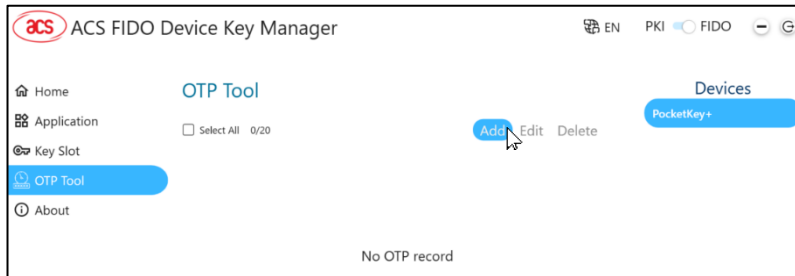 acs ACS FIDO Device Key Manager EN PKI FIDO
Home
Application
Key Slot
OTP Tool
About
OTP Tool
Select All 0/20 Add Edit Delete
No OTP record
Devices
PocketKey+